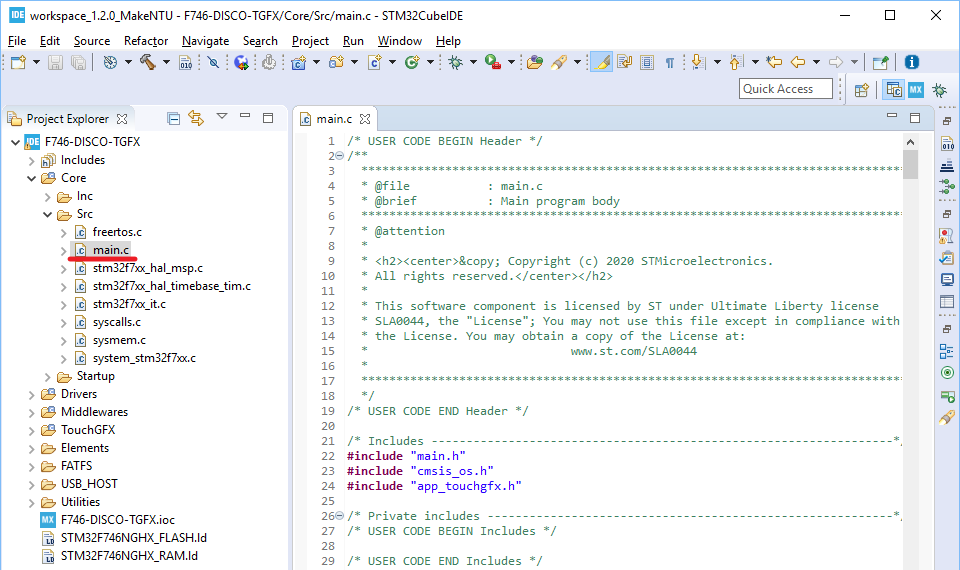 IDE workspace_1.2.0_MakeNTU - F746-DISCO-TGFX/Core/Src/main.c - STM32CubeIDE
File Edit Source Refactor Navigate Search Project Run Window Help
Quick Access
MX
Project Explorer
IDE F746-DISCO-TGFX
Includes
Core
Inc
Src
freertos.c
main.c
stm32f7xx_hal_msp.c
stm32f7xx_hal_timebase_tim.c
stm32f7xx_it.c
syscalls.c
sysmem.c
system_stm32f7xx.c
Startup
Drivers
Middlewares
TouchGFX
Elements
FATFS
USB_HOST
Utilities
MX F746-DISCO-TGFX.ioc
STM32F746NGHX_FLASH.ld
STM32F746NGHX_RAM.ld
main.c
1 /* USER CODE BEGIN Header */
2 /**
3 ******************************************************************************
4 * @file : main.c
5 * @brief : Main program body
6 ******************************************************************************
7 * @attention
8 *
9 * <h2><center>&copy; Copyright (c) 2020 STMicroelectronics.
10 * All rights reserved.</center></h2>
11 *
12 * This software component is licensed by ST under Ultimate Liberty license
13 * SLA0044, the "License"; You may not use this file except in compliance with
14 * the License. You may obtain a copy of the License at:
15 * www.st.com/SLA0044
16 *
17 ******************************************************************************
18 */
19 /* USER CODE END Header */
20
21 /* Includes ------------------------------------------------------------------*/
22 #include "main.h"
23 #include "cmsis_os.h"
24 #include "app_touchgfx.h"
25
26 /* Private includes ----------------------------------------------------------*/
27 /* USER CODE BEGIN Includes */
28
29 /* USER CODE END Includes */